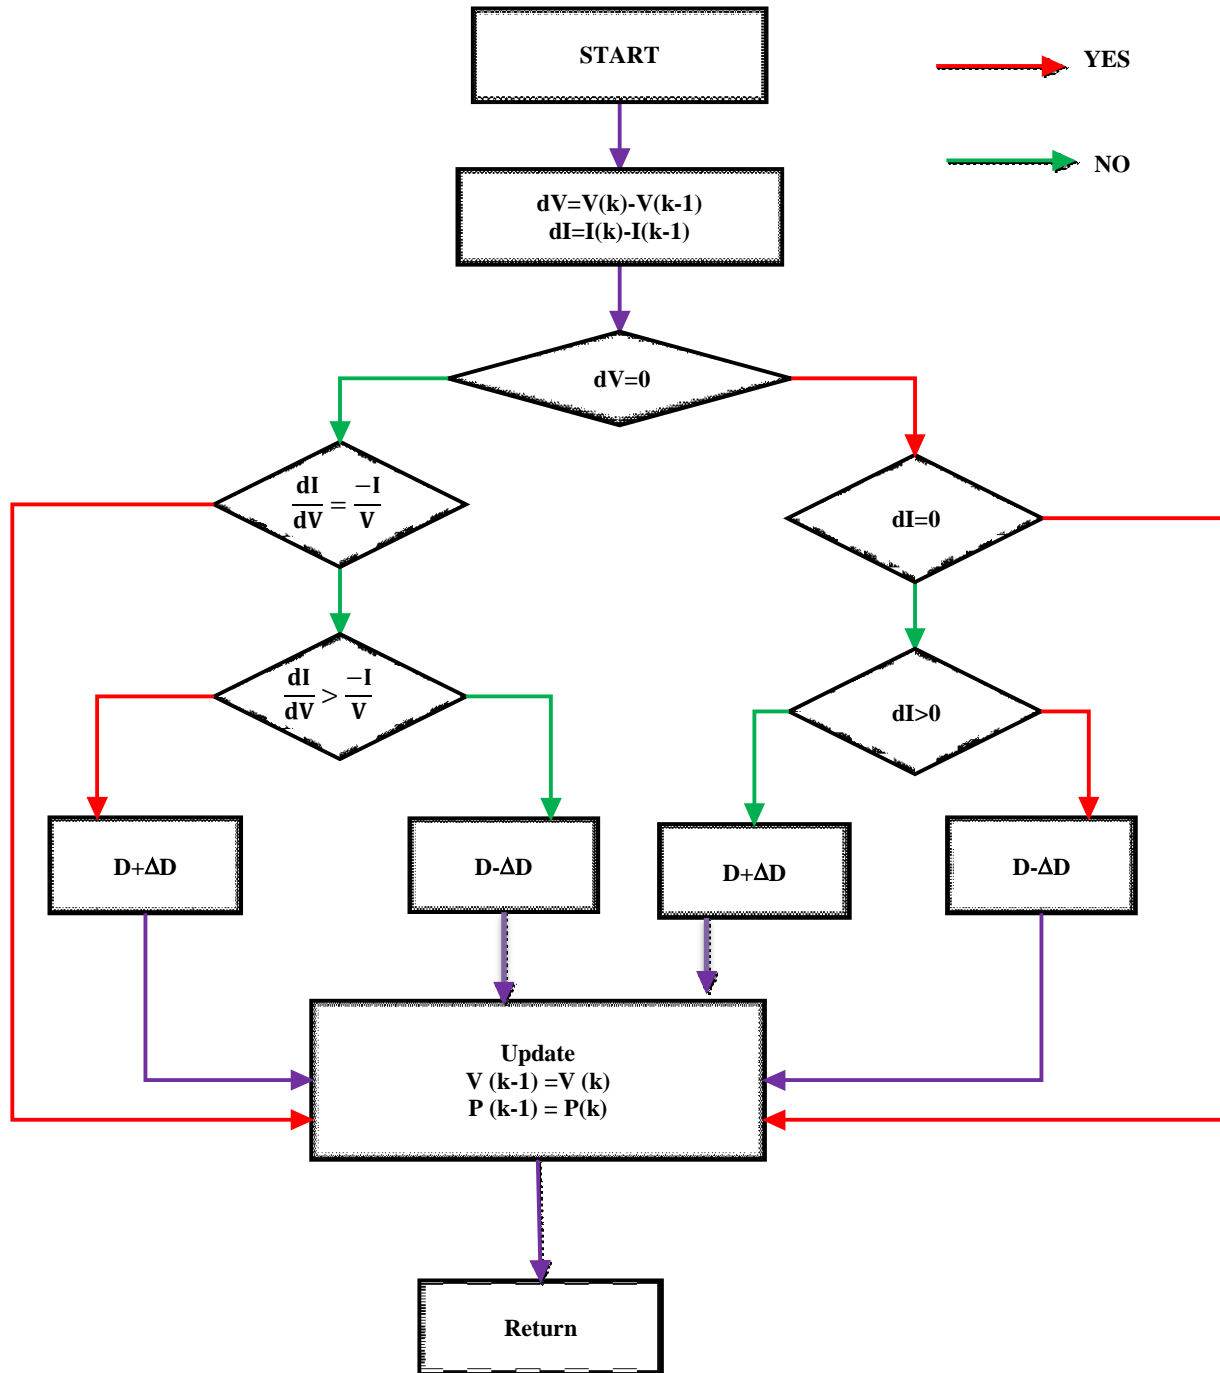 START
YES
NO
dV=V(k)-V(k-1)
dI=I(k)-I(k-1)
dV=0
dI/dV = -I/V
dI=0
dI/dV > -I/V
dI>0
D+ΔD
D-ΔD
D+ΔD
D-ΔD
Update
V (k-1) =V (k)
P (k-1) = P(k)
Return